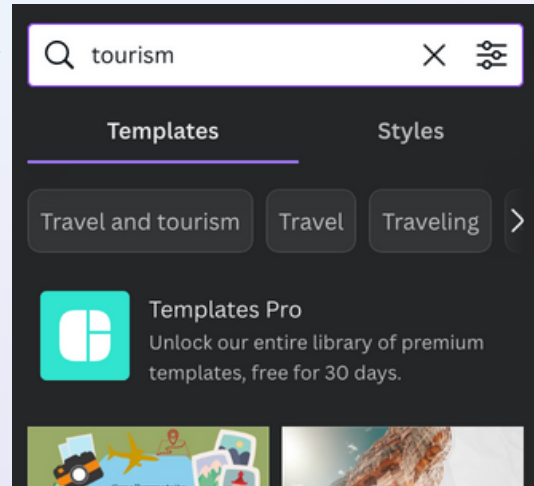 tourism
Templates Styles
Travel and tourism Travel Traveling
Templates Pro
Unlock our entire library of premium
templates, free for 30 days.